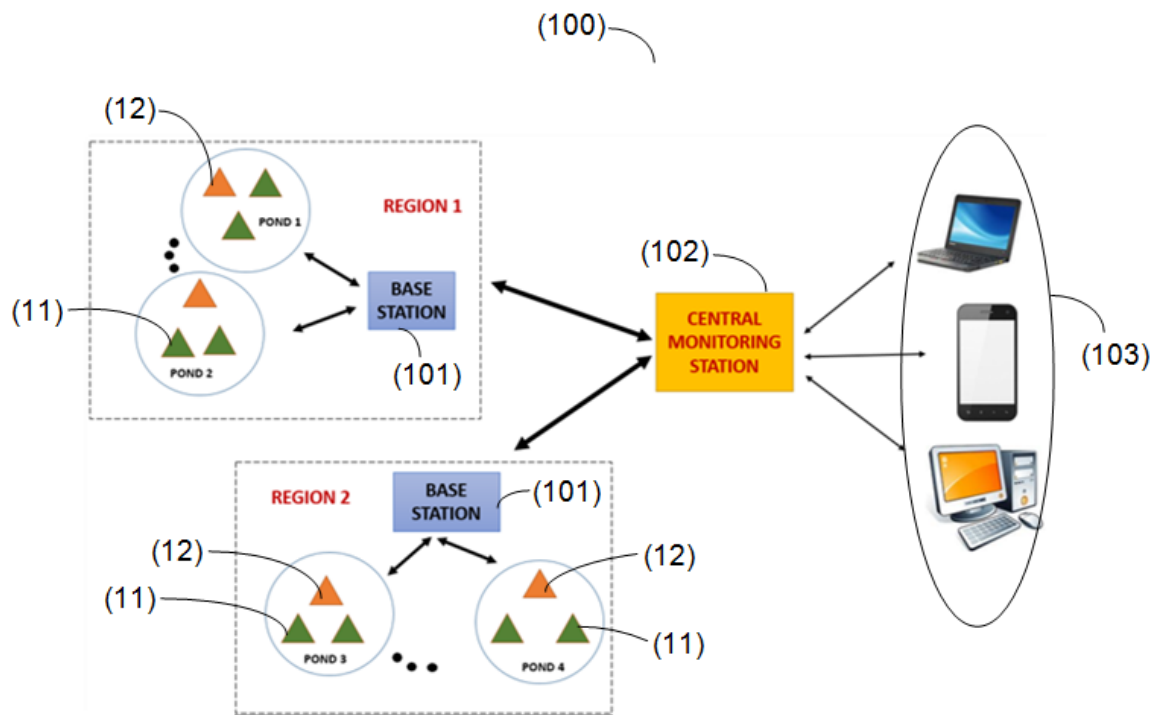 (100)
(12)
REGION 1
POND 1
(102)
(11)
BASE
STATION
CENTRAL
MONITORING
STATION
(103)
POND 2
(101)
REGION 2
BASE
STATION
(101)
(12)
(12)
(11)
(11)
POND 3
POND 4